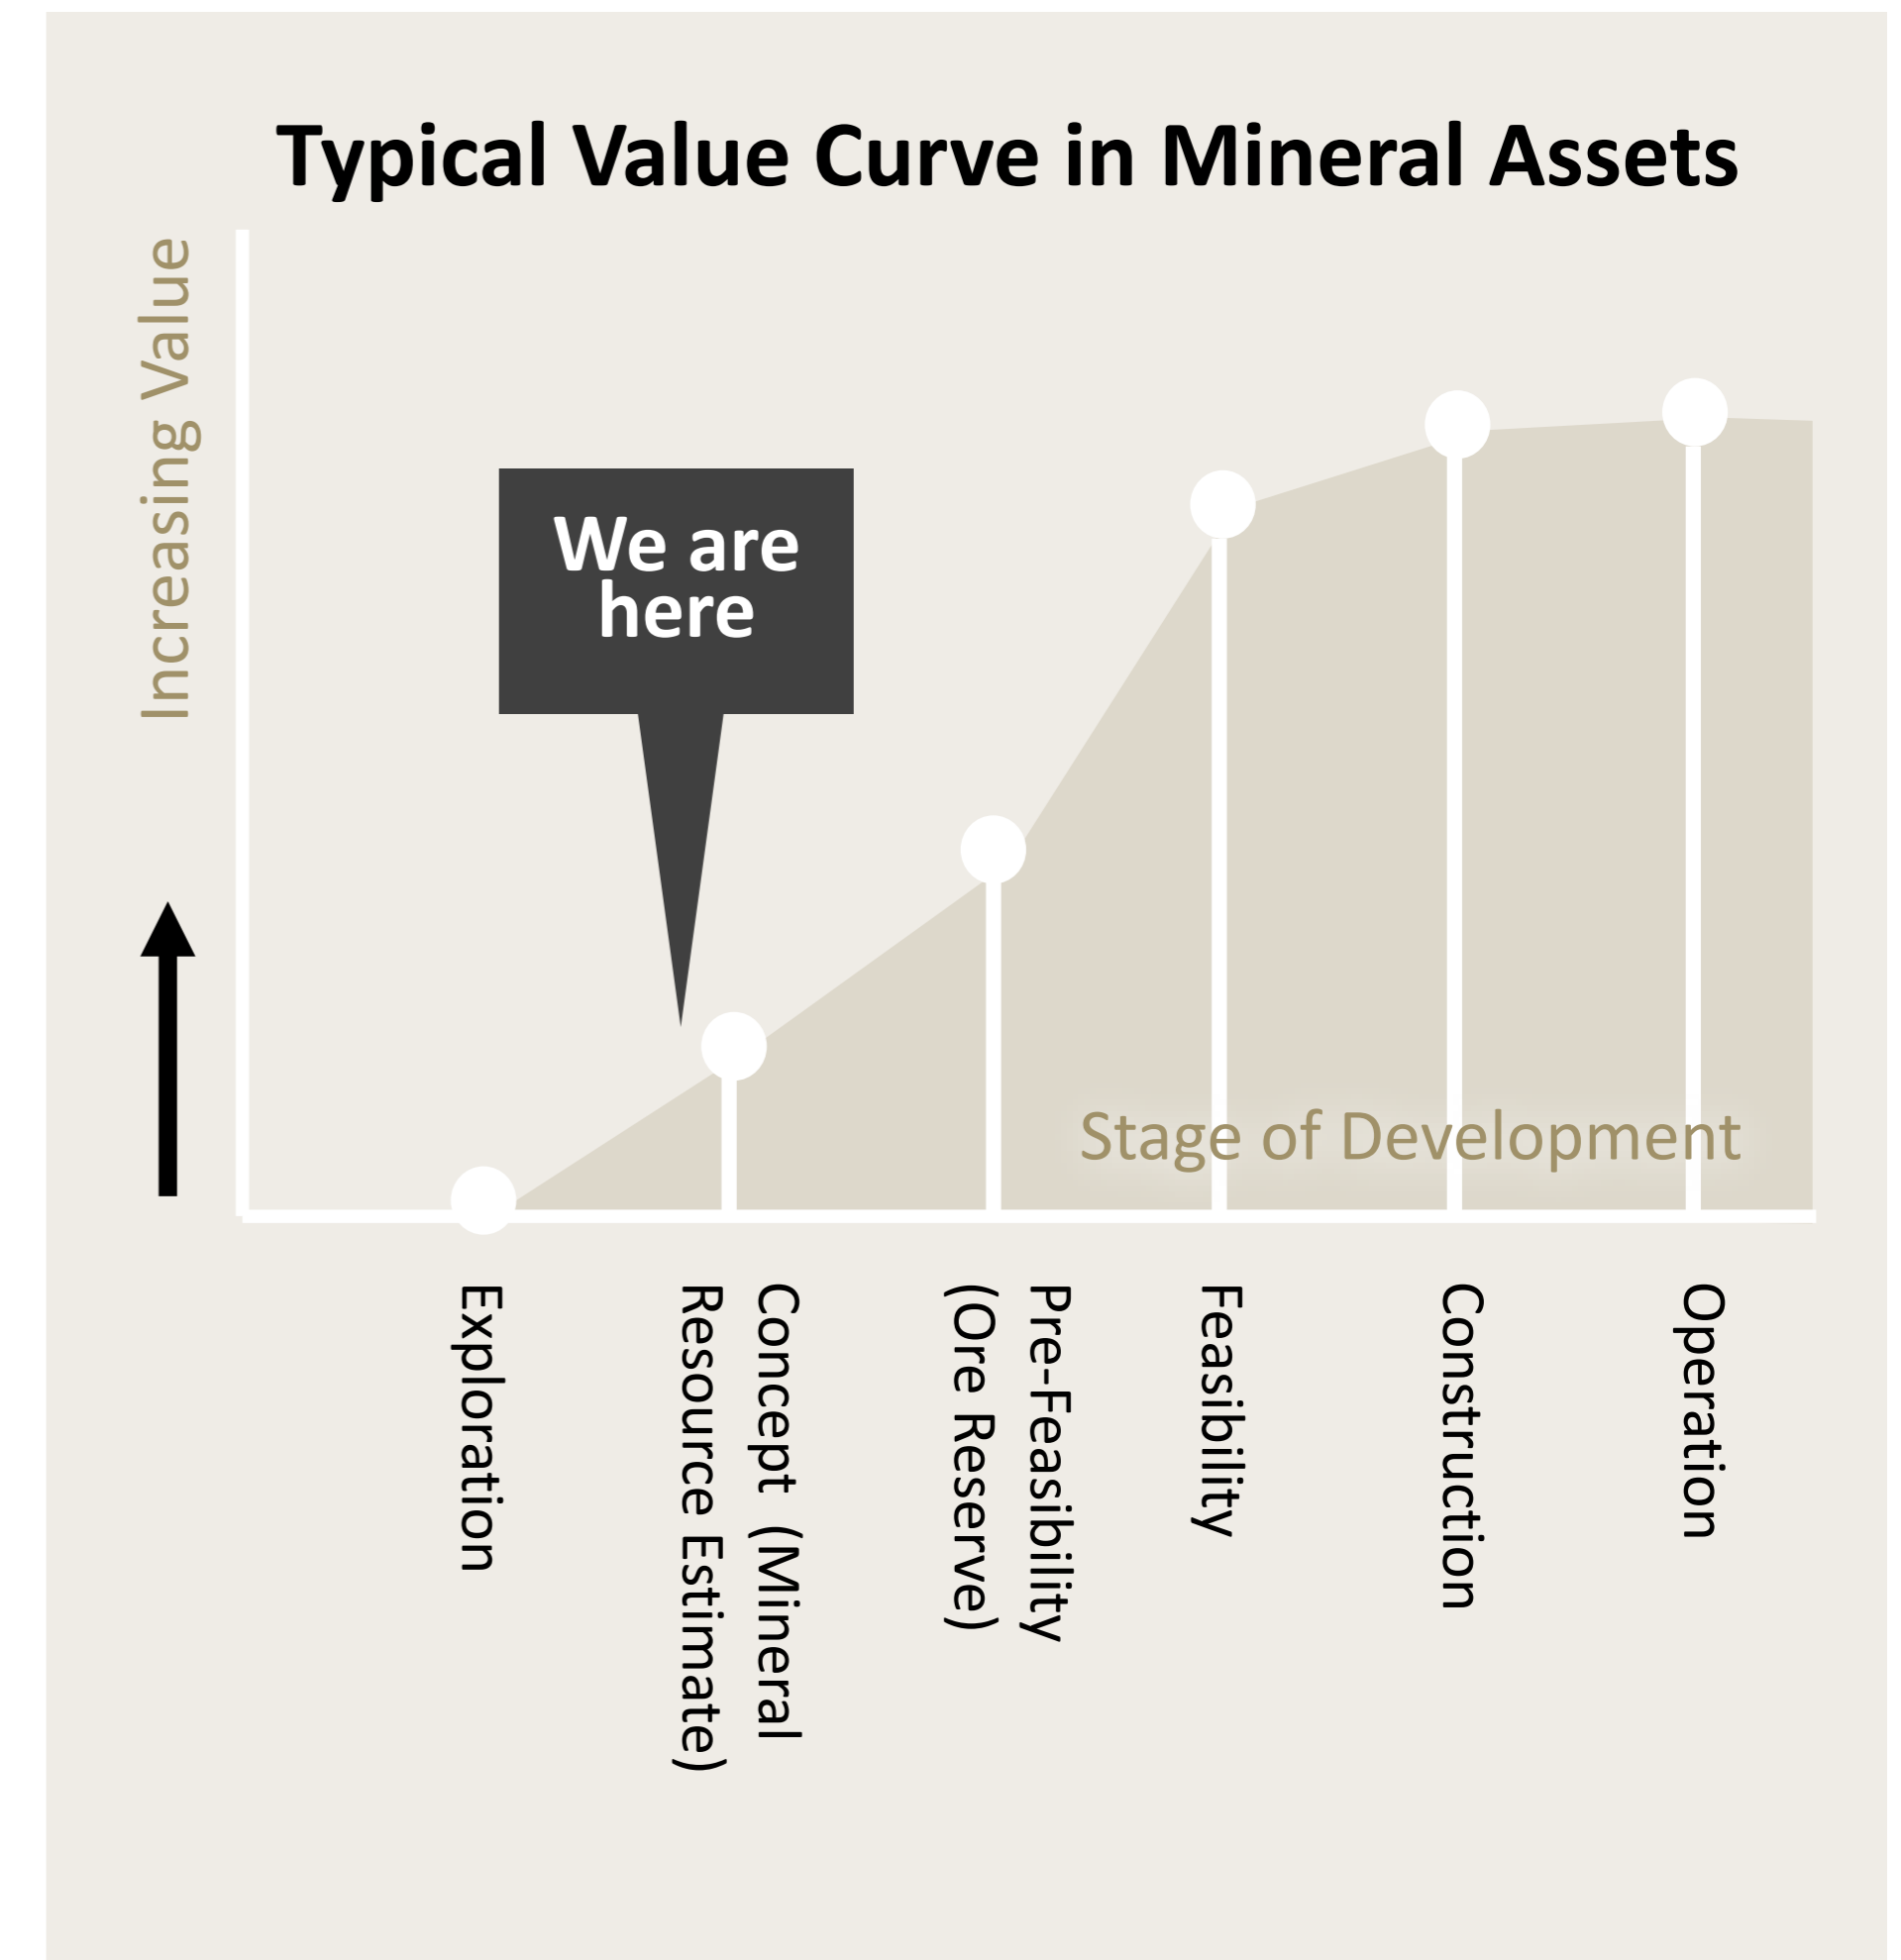 Typical Value Curve in Mineral Assets
Increasing Value
We are
here
Stage of Development
Exploration
Concept (Mineral
Resource Estimate)
Pre-Feasibility
(Ore Reserve)
Feasibility
Construction
Operation